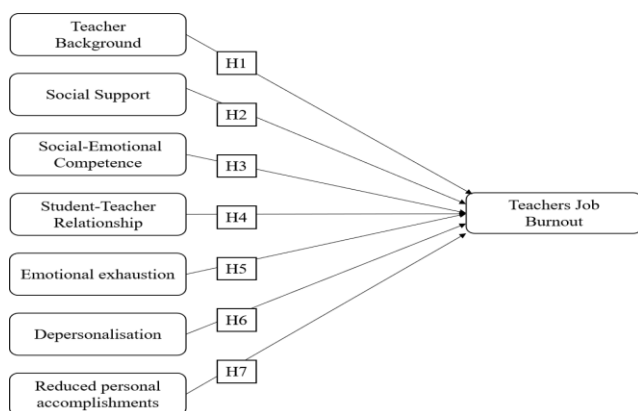 Teacher
Background
H1
Social Support
H2
Social-Emotional
Competence
H3
Student-Teacher
Relationship
H4
Teachers Job
Burnout
Emotional exhaustion
H5
Depersonalisation
H6
Reduced personal
accomplishments
H7